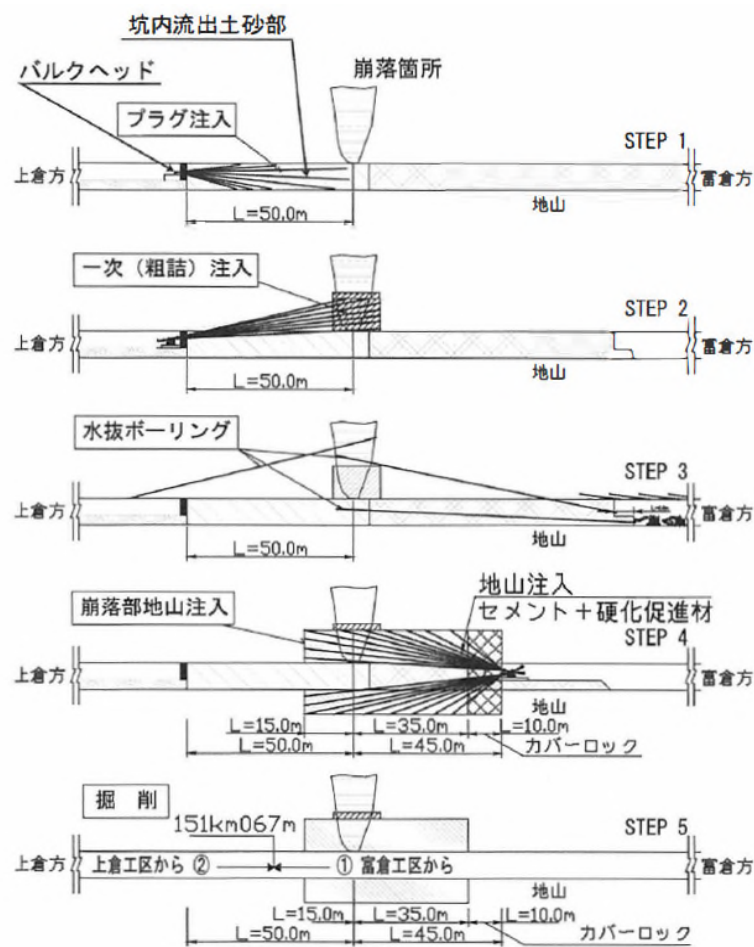 坑内流出土砂部
バルクヘッド
崩落箇所
プラグ注入
STEP 1
上倉方
富倉方
地山
L=50.0m
一次（粗詰）注入
STEP 2
上倉方
富倉方
地山
L=50.0m
水抜ボーリング
STEP 3
上倉方
富倉方
地山
L=50.0m
崩落部地山注入
地山注入
セメント＋硬化促進材
STEP 4
上倉方
富倉方
地山
L=15.0m L=35.0m L=10.0m
L=50.0m L=45.0m カバーロック
掘 削
151km067m
STEP 5
上倉方 上倉工区から ② ① 富倉工区から 富倉方
地山
L=15.0m L=35.0m L=10.0m
L=50.0m L=45.0m カバーロック